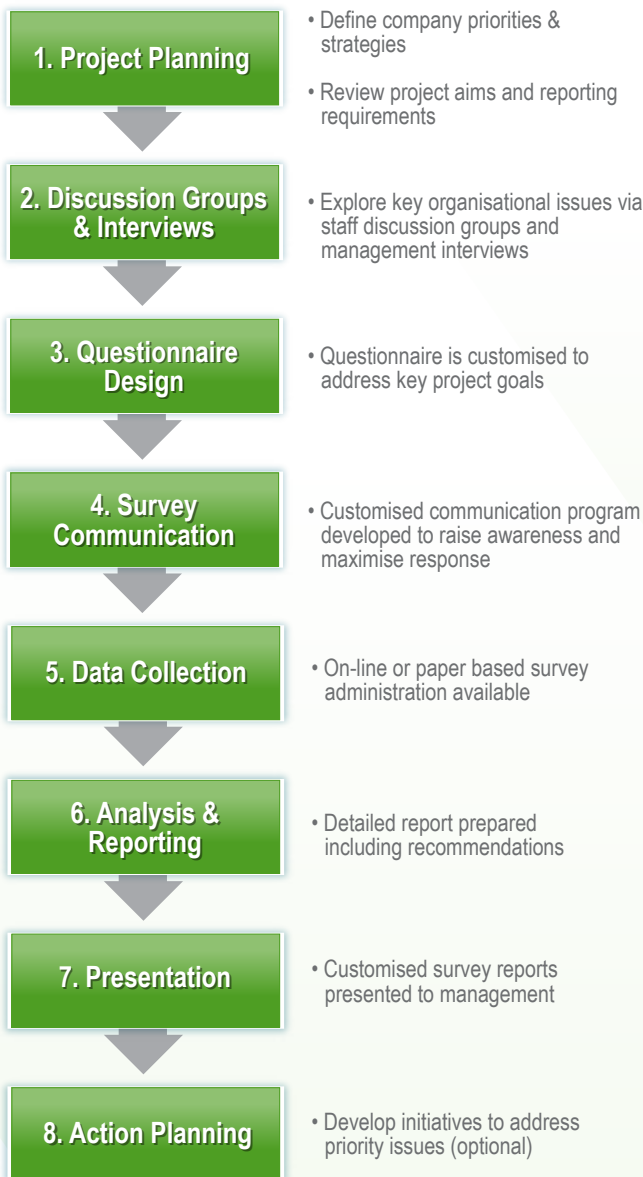 1. Project Planning
• Define company priorities &
strategies
• Review project aims and reporting
requirements
2. Discussion Groups
& Interviews
• Explore key organisational issues via
staff discussion groups and
management interviews
3. Questionnaire
Design
• Questionnaire is customised to
address key project goals
4. Survey
Communication
• Customised communication program
developed to raise awareness and
maximise response
5. Data Collection
• On-line or paper based survey
administration available
6. Analysis &
Reporting
• Detailed report prepared
including recommendations
7. Presentation
• Customised survey reports
presented to management
8. Action Planning
• Develop initiatives to address
priority issues (optional)